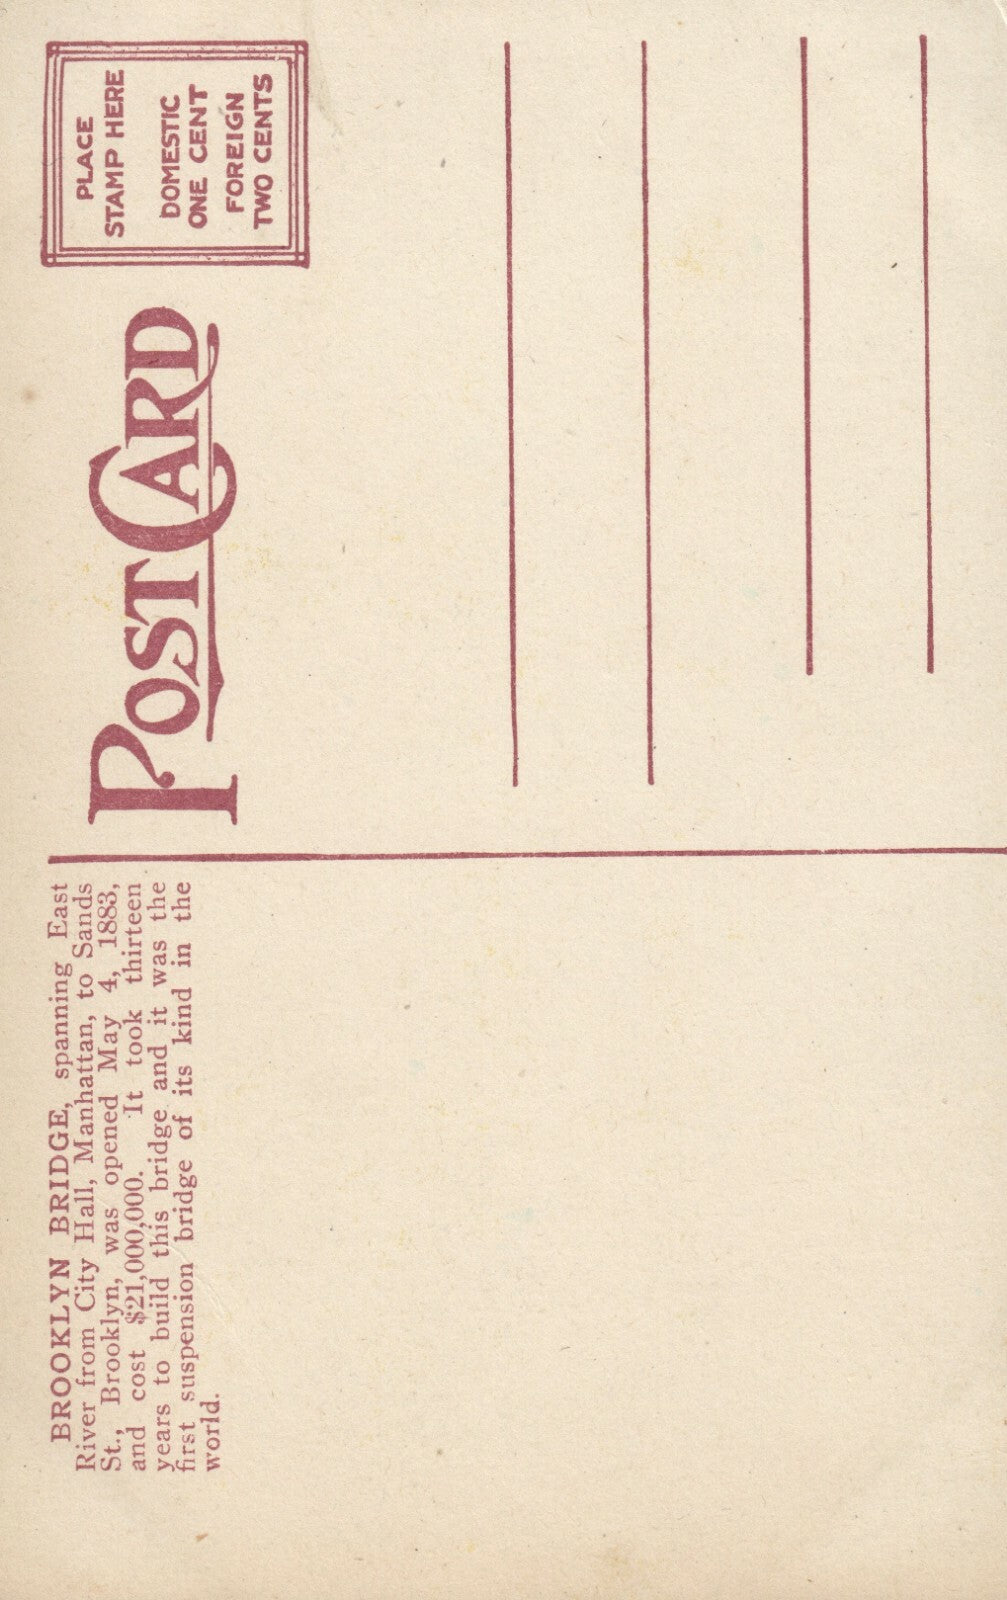 BROOKLYN BRIDGE, spanning East
River from City Hall, Manhattan, to Sands
St., Brooklyn, was opened May 4, 1883,
and cost $21,000,000. It took thirteen
years to build this bridge and it was the
first suspension bridge of its kind in the
world.
POST CARD
PLACE
STAMP HERE
DOMESTIC
ONE CENT
FOREIGN
TWO CENTS